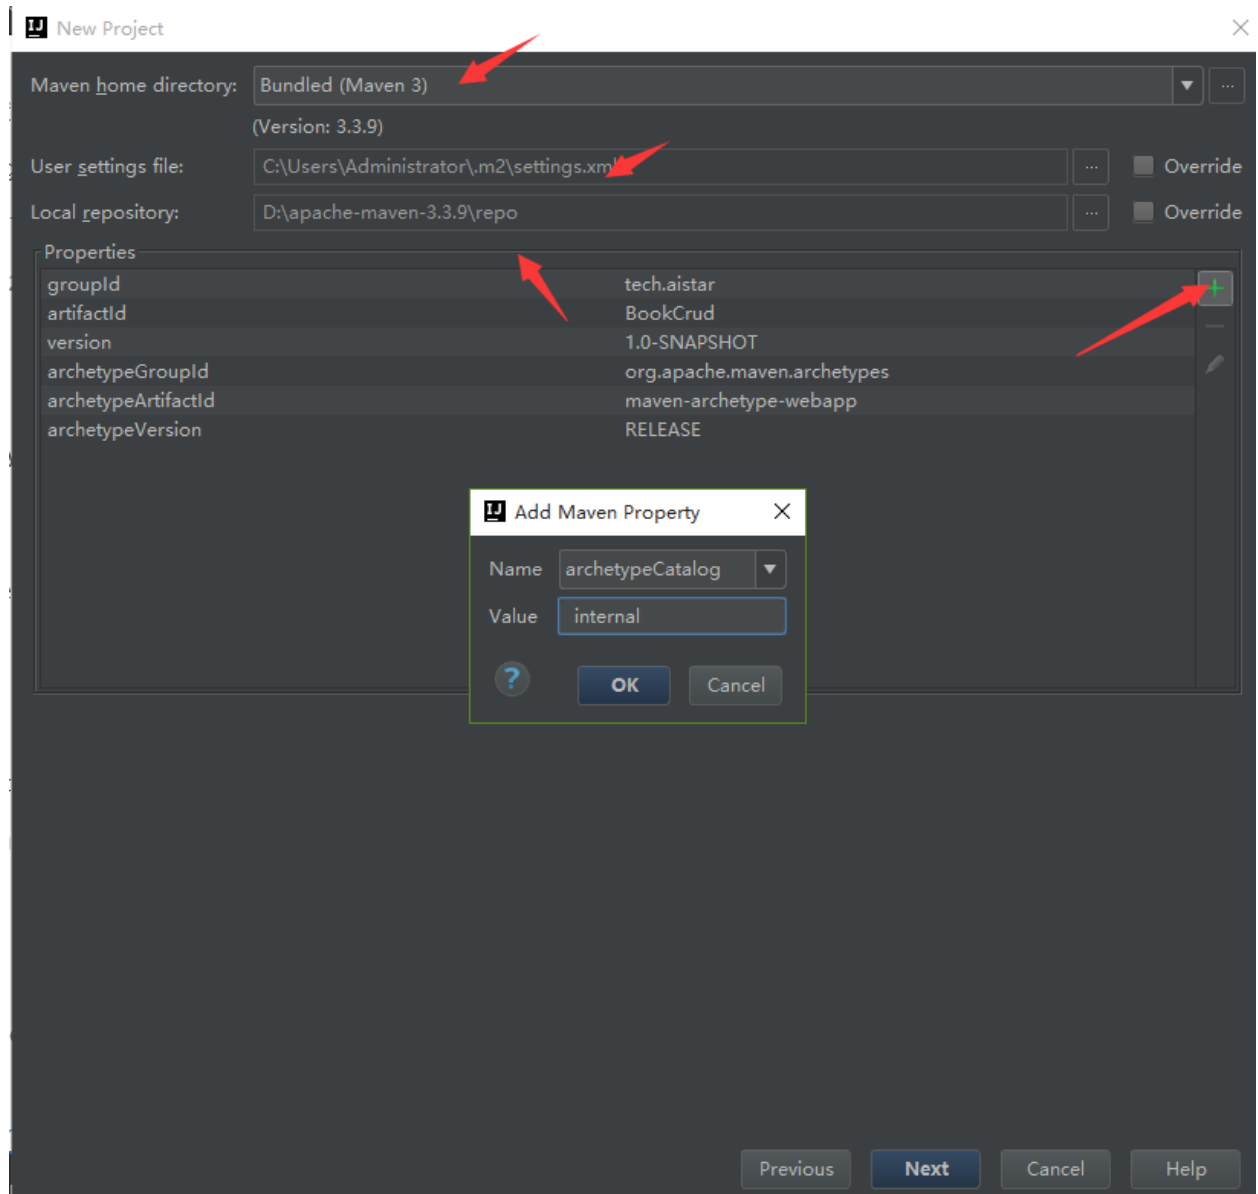 New Project
Maven home directory: Bundled (Maven 3)
(Version: 3.3.9)
User settings file: C:\Users\Administrator\.m2\settings.xml Override
Local repository: D:\apache-maven-3.3.9\repo Override
Properties
groupId tech.aistar
artifactId BookCrud
version 1.0-SNAPSHOT
archetypeGroupId org.apache.maven.archetypes
archetypeArtifactId maven-archetype-webapp
archetypeVersion RELEASE
Add Maven Property
Name archetypeCatalog
Value internal
? OK Cancel
Previous Next Cancel Help